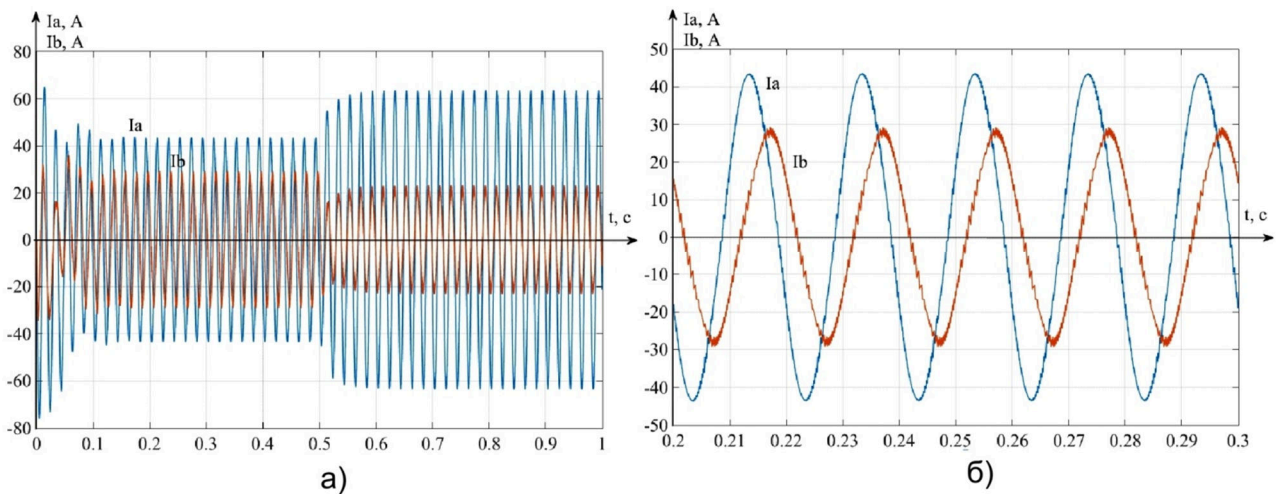 Ia, A
Ib, A
80
60
40
20
0
-20
-40
-60
-80
Ia
Ib
t, c
0 0.1 0.2 0.3 0.4 0.5 0.6 0.7 0.8 0.9 1
а)
Ia, A
Ib, A
50
40
30
20
10
0
-10
-20
-30
-40
-50
Ia
Ib
t, c
0.2 0.21 0.22 0.23 0.24 0.25 0.26 0.27 0.28 0.29 0.3
б)